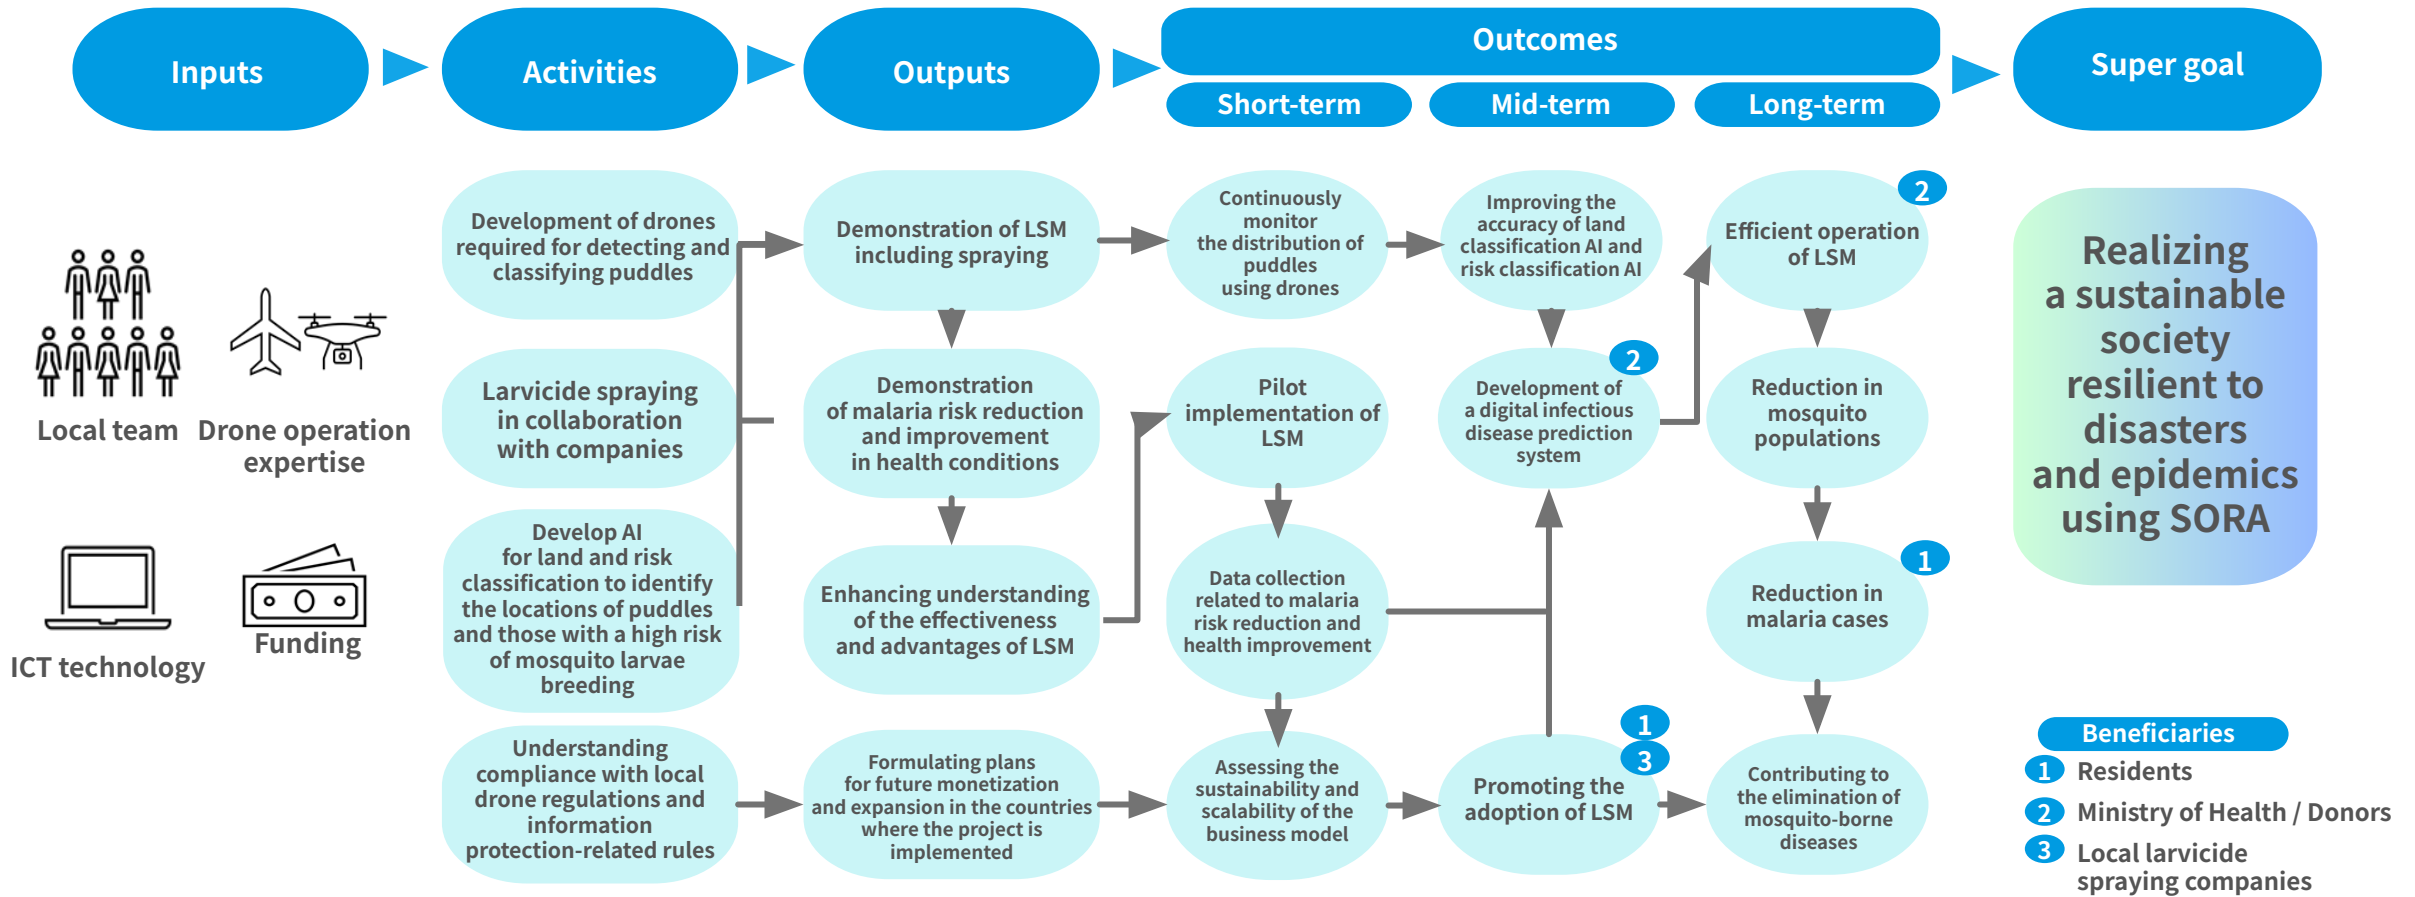 Inputs
Activities
Outputs
Outcomes
Short-term
Mid-term
Long-term
Super goal
Local team
Drone operation
expertise
ICT technology
Funding
Development of drones
required for detecting and
classifying puddles
Larvicide spraying
in collaboration
with companies
Develop AI
for land and risk
classification to identify
the locations of puddles
and those with a high risk
of mosquito larvae
breeding
Understanding
compliance with local
drone regulations and
information
protection-related rules
Demonstration of LSM
including spraying
Demonstration
of malaria risk reduction
and improvement
in health conditions
Enhancing understanding
of the effectiveness
and advantages of LSM
Formulating plans
for future monetization
and expansion in the countries
where the project is
implemented
Continuously
monitor
the distribution of
puddles
using drones
Pilot
implementation of
LSM
Data collection
related to malaria
risk reduction and
health improvement
Assessing the
sustainability and
scalability of the
business model
Improving the
accuracy of land
classification AI and
risk classification AI
2
Development of
a digital infectious
disease prediction
system
1
3
Promoting the
adoption of LSM
2
Efficient operation
of LSM
Reduction in
mosquito
populations
1
Reduction in
malaria cases
Contributing to
the elimination of
mosquito-borne
diseases
Realizing
a sustainable
society
resilient to
disasters
and epidemics
using SORA
Beneficiaries
1 Residents
2 Ministry of Health / Donors
3 Local larvicide
spraying companies